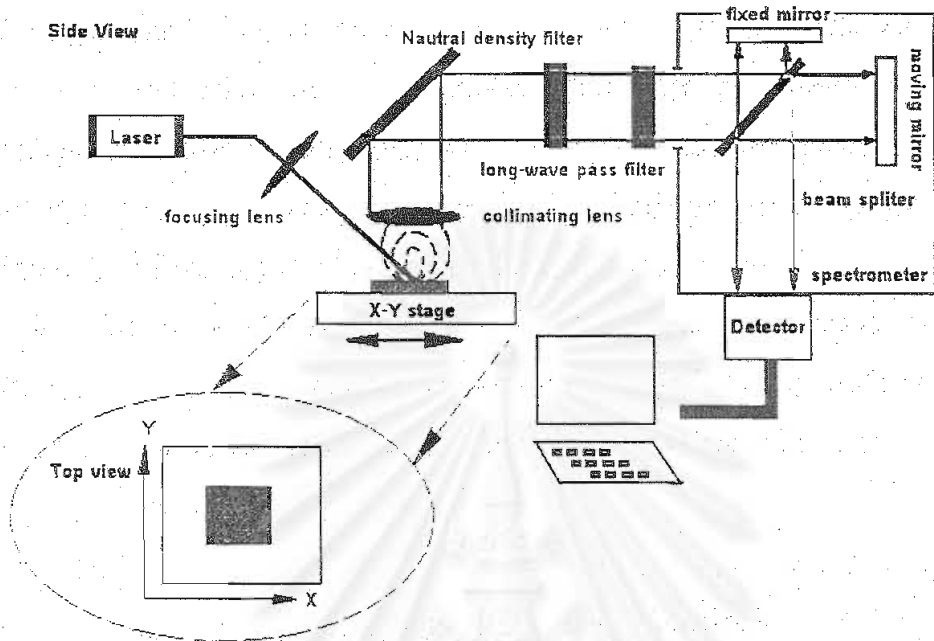 Side View
fixed mirror
Nautral density filter
moving mirror
Laser
long-wave pass filter
focusing lens
collimating lens
beam spliter
spectrometer
X-Y stage
Detector
Y
Top view
X